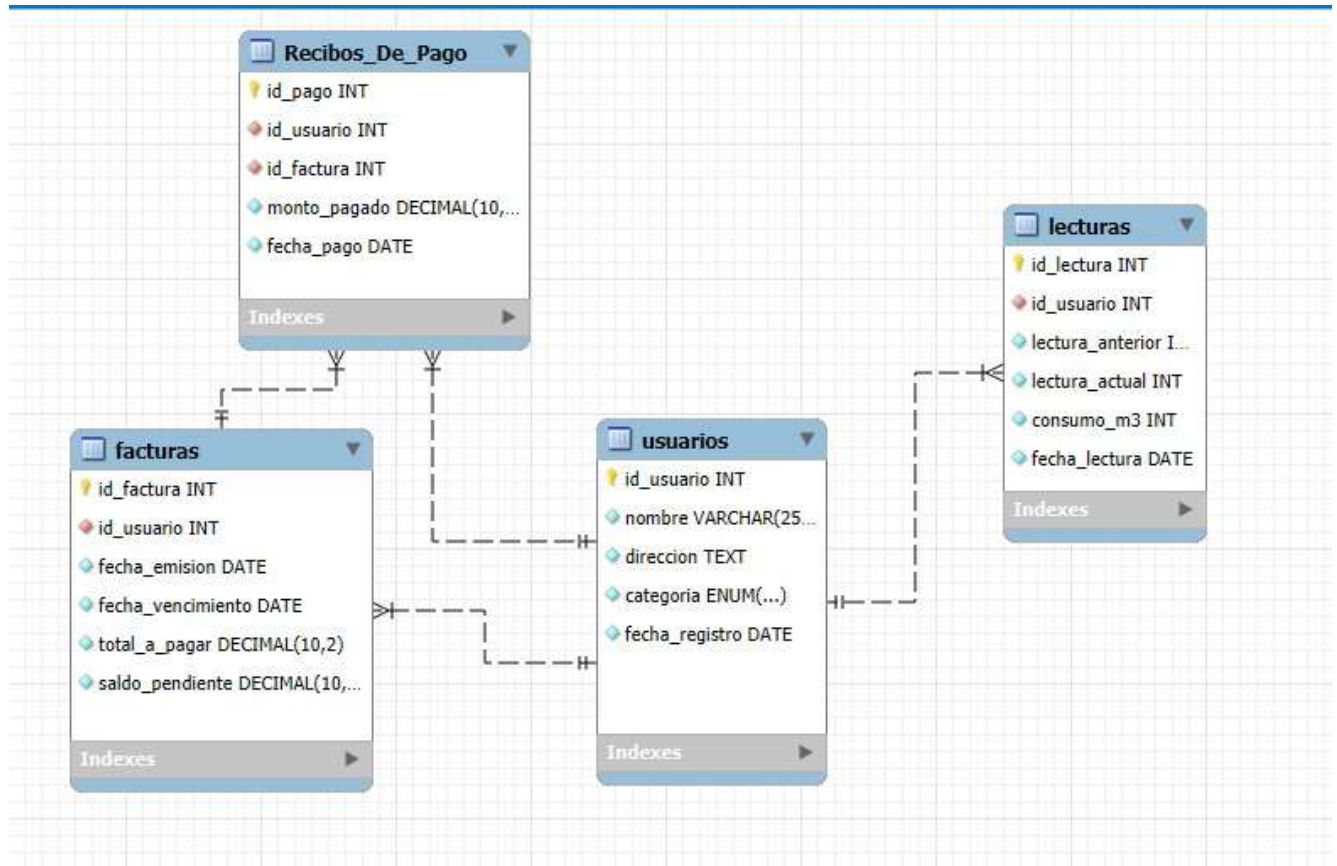 Recibos_De_Pago
id_pago INT
id_usuario INT
id_factura INT
monto_pagado DECIMAL(10,...
fecha_pago DATE
Indexes
facturas
id_factura INT
id_usuario INT
fecha_emision DATE
fecha_vencimiento DATE
total_a_pagar DECIMAL(10,2)
saldo_pendiente DECIMAL(10,...
Indexes
usuarios
id_usuario INT
nombre VARCHAR(25...
direccion TEXT
categoria ENUM(...)
fecha_registro DATE
Indexes
lecturas
id_lectura INT
id_usuario INT
lectura_anterior I...
lectura_actual INT
consumo_m3 INT
fecha_lectura DATE
Indexes